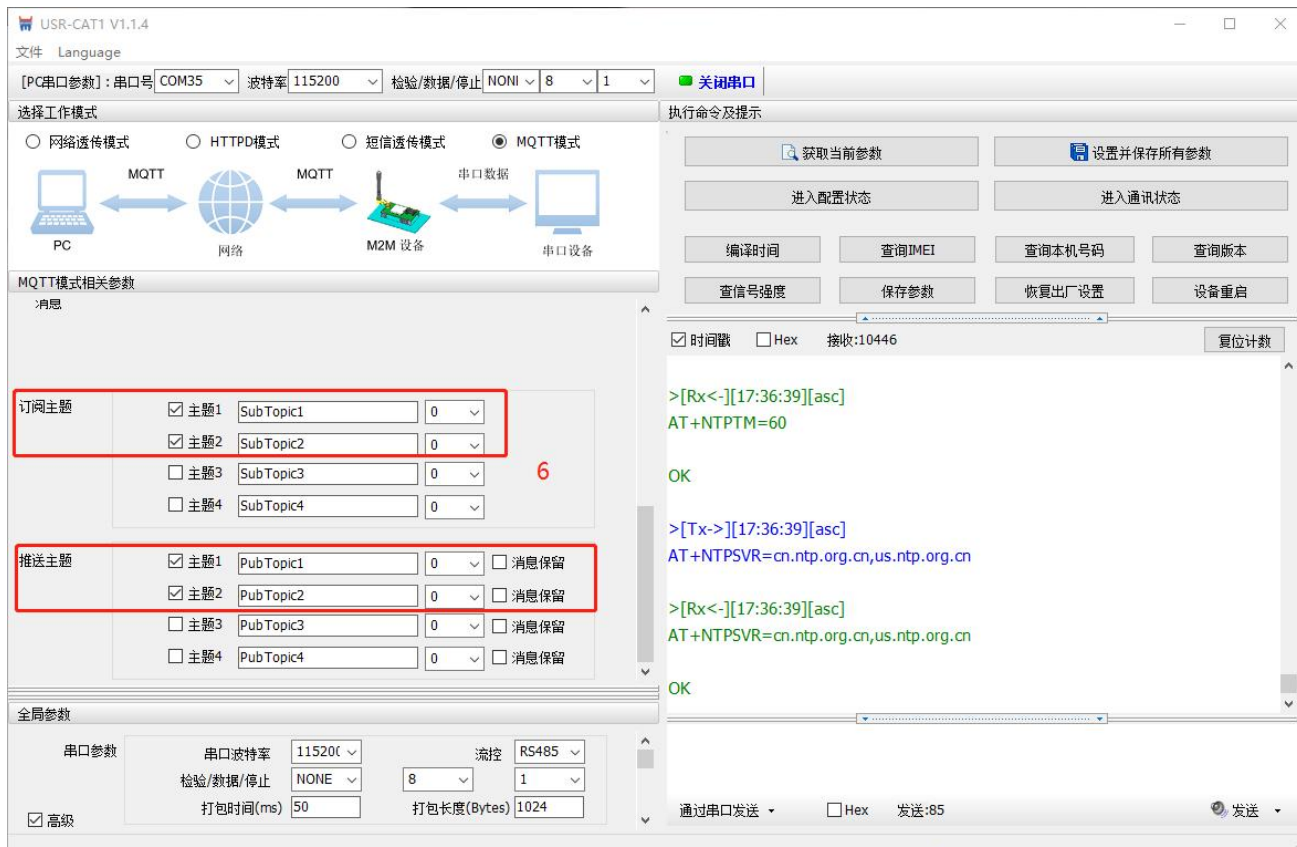 USR-CAT1 V1.1.4
文件 Language
[PC串口参数]:串口号 COM35 波特率 115200 检验/数据/停止 NONI 8 1 关闭串口
选择工作模式
网络透传模式 HTTPD模式 短信透传模式 MQTT模式
MQTT MQTT 串口数据
PC 网络 M2M 设备 串口设备
MQTT模式相关参数
消息
订阅主题 主题1 SubTopic1 0
主题2 SubTopic2 0
主题3 SubTopic3 0
6
主题4 SubTopic4 0
推送主题 主题1 PubTopic1 0 消息保留
主题2 PubTopic2 0 消息保留
主题3 PubTopic3 0 消息保留
主题4 PubTopic4 0 消息保留
全局参数
串口参数 串口波特率 115200 流控 RS485
检验/数据/停止 NONE 8 1
打包时间(ms) 50 打包长度(Bytes) 1024
高级
执行命令及提示
获取当前参数 设置并保存所有参数
进入配置状态 进入通讯状态
编译时间 查询IMEI 查询本机号码 查询版本
查信号强度 保存参数 恢复出厂设置 设备重启
时间戳 Hex 接收:10446 复位计数
>[Rx<-][17:36:39][asc]
AT+NTPTM=60
OK
>[Tx->][17:36:39][asc]
AT+NTPSVR=cn.ntp.org.cn,us.ntp.org.cn
>[Rx<-][17:36:39][asc]
AT+NTPSVR=cn.ntp.org.cn,us.ntp.org.cn
OK
通过串口发送 Hex 发送:85 发送